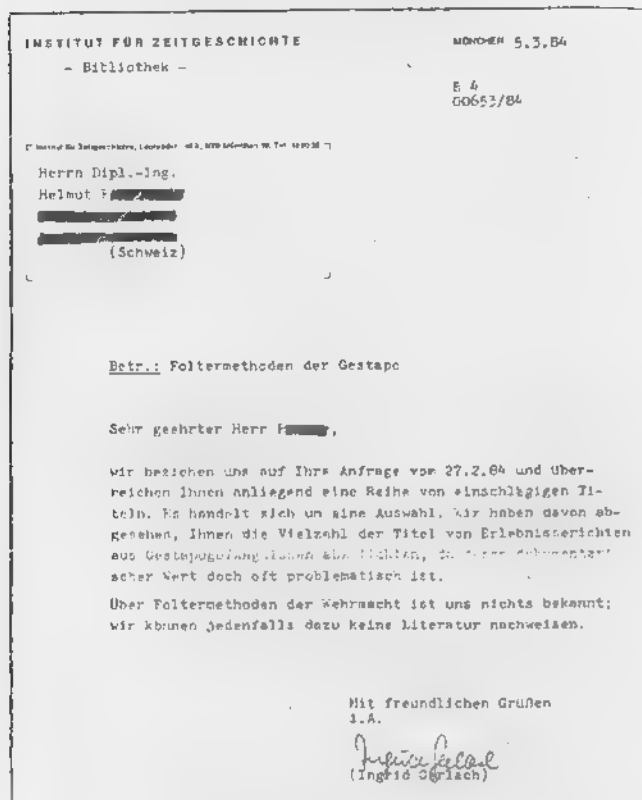 INSTITUT FÜR ZEITGESCHICHTE
– Bibliothek –
MÜNCHEN 5.3.84
E 4
00653/84
Institut für Zeitgeschichte,
Herrn Dipl.-Ing.
Helmut
(Schweiz)
Betr.: Foltermethoden der Gestapo
Sehr geehrter Herr
wir beziehen uns auf Ihre Anfrage vom 27.2.84 und über-
reichen Ihnen anliegend eine Reihe von einschlägigen Ti-
teln. Es handelt sich um eine Auswahl. Wir haben davon ab-
gesehen, Ihnen die Vielzahl der Titel von Erlebnisberichten
aus
scher Wert doch oft problematisch ist.
Über Foltermethoden der Wehrmacht ist uns nichts bekannt;
wir können jedenfalls dazu keine Literatur nachweisen.
Mit freundlichen Grüßen
i.A.
(Ingrid Gerlach)